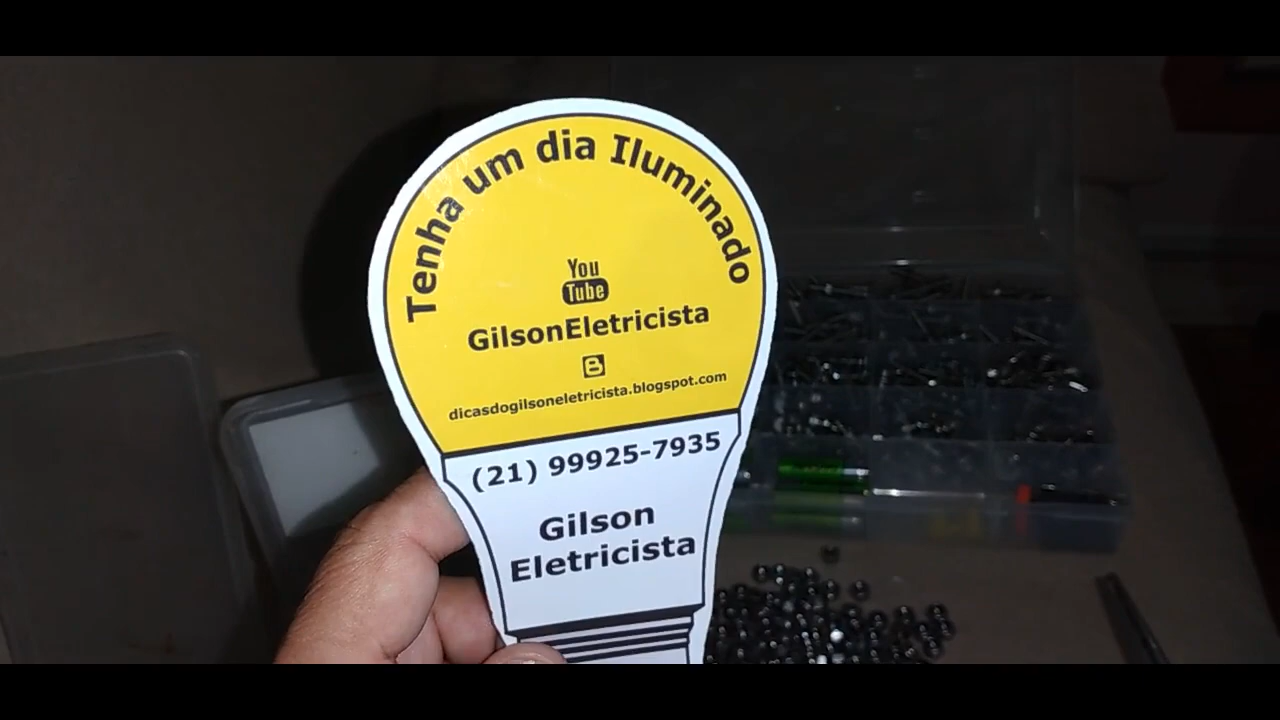 Tenha um dia Iluminado
You
Tube
GilsonEletricista
B
dicasdogilsoneletricista.blogspot.com
(21) 99925-7935
Gilson
Eletricista